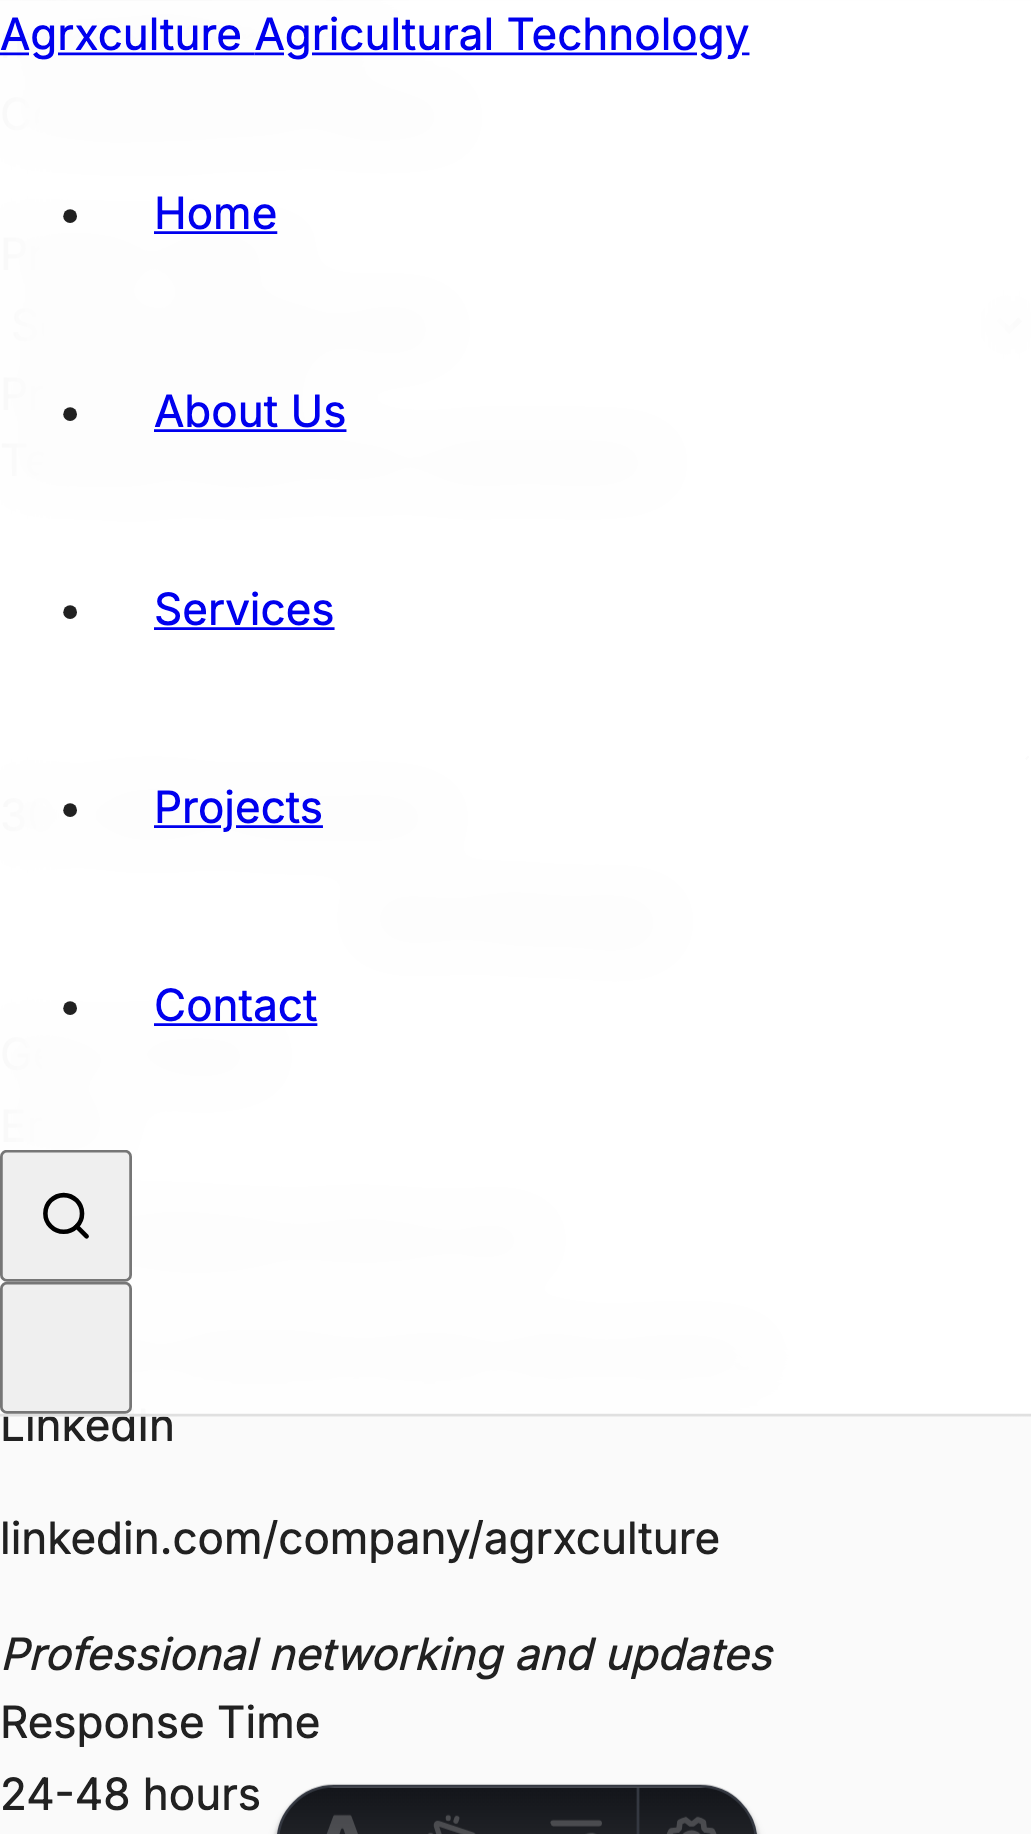 Agrxculture Agricultural Technology
Home
About Us
Services
Projects
Contact
LinkedIn
linkedin.com/company/agrxculture
Professional networking and updates
Response Time
24-48 hours